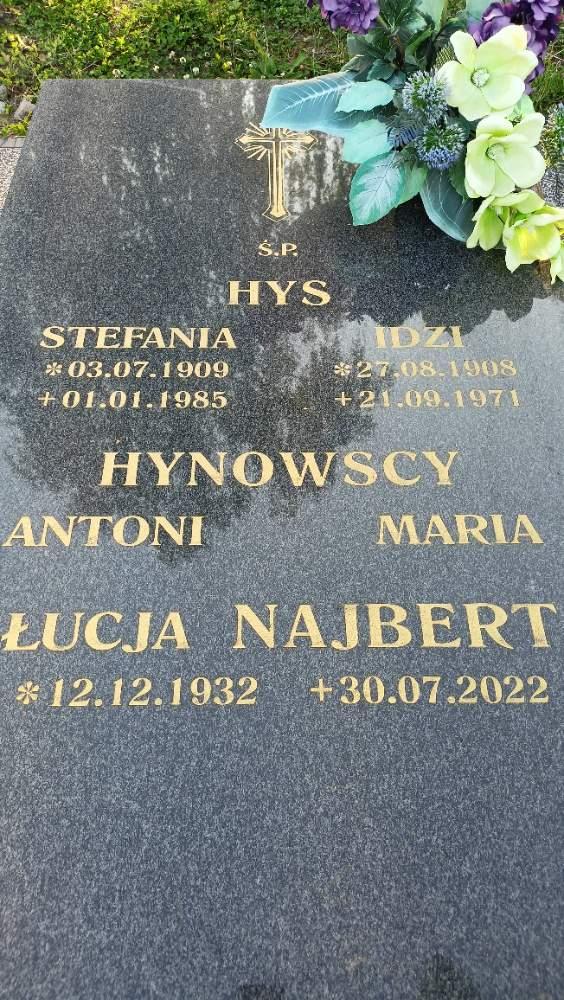 Ś.P.
HYS
STEFANIA IDZI
*03.07.1909 *27.08.1908
+01.01.1985 +21.09.1971
HYNOWSCY
ANTONI MARIA
ŁUCJA NAJBERT
*12.12.1932 +30.07.2022